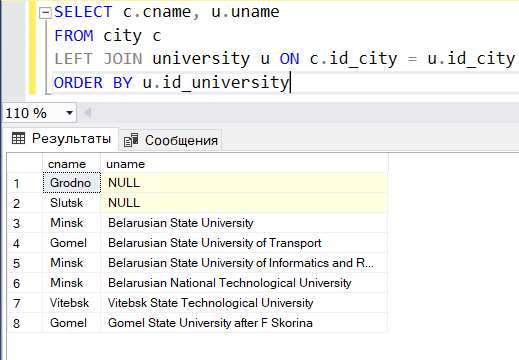 SELECT c.cname, u.uname
FROM city c
LEFT JOIN university u ON c.id_city = u.id_city
ORDER BY u.id_university
110 %
Результаты Сообщения
cname uname
1 Grodno NULL
2 Slutsk NULL
3 Minsk Belarusian State University
4 Gomel Belarusian State University of Transport
5 Minsk Belarusian State University of Informatics and R...
6 Minsk Belarusian National Technological University
7 Vitebsk Vitebsk State Technological University
8 Gomel Gomel State University after F Skorina